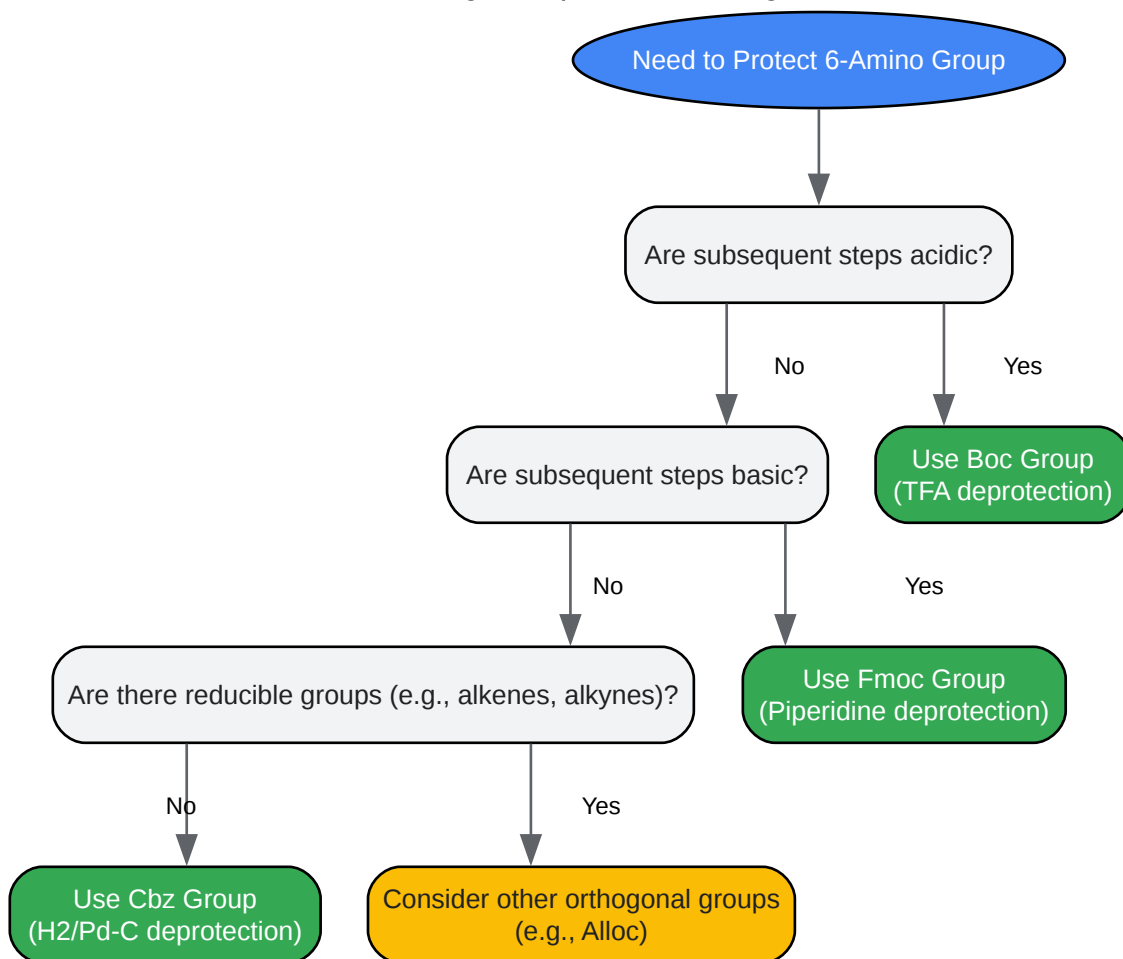 Need to Protect 6-Amino Group
Are subsequent steps acidic?
No
Yes
Are subsequent steps basic?
Use Boc Group
(TFA deprotection)
No
Yes
Are there reducible groups (e.g., alkenes, alkynes)?
Use Fmoc Group
(Piperidine deprotection)
No
Yes
Use Cbz Group
(H2/Pd-C deprotection)
Consider other orthogonal groups
(e.g., Alloc)